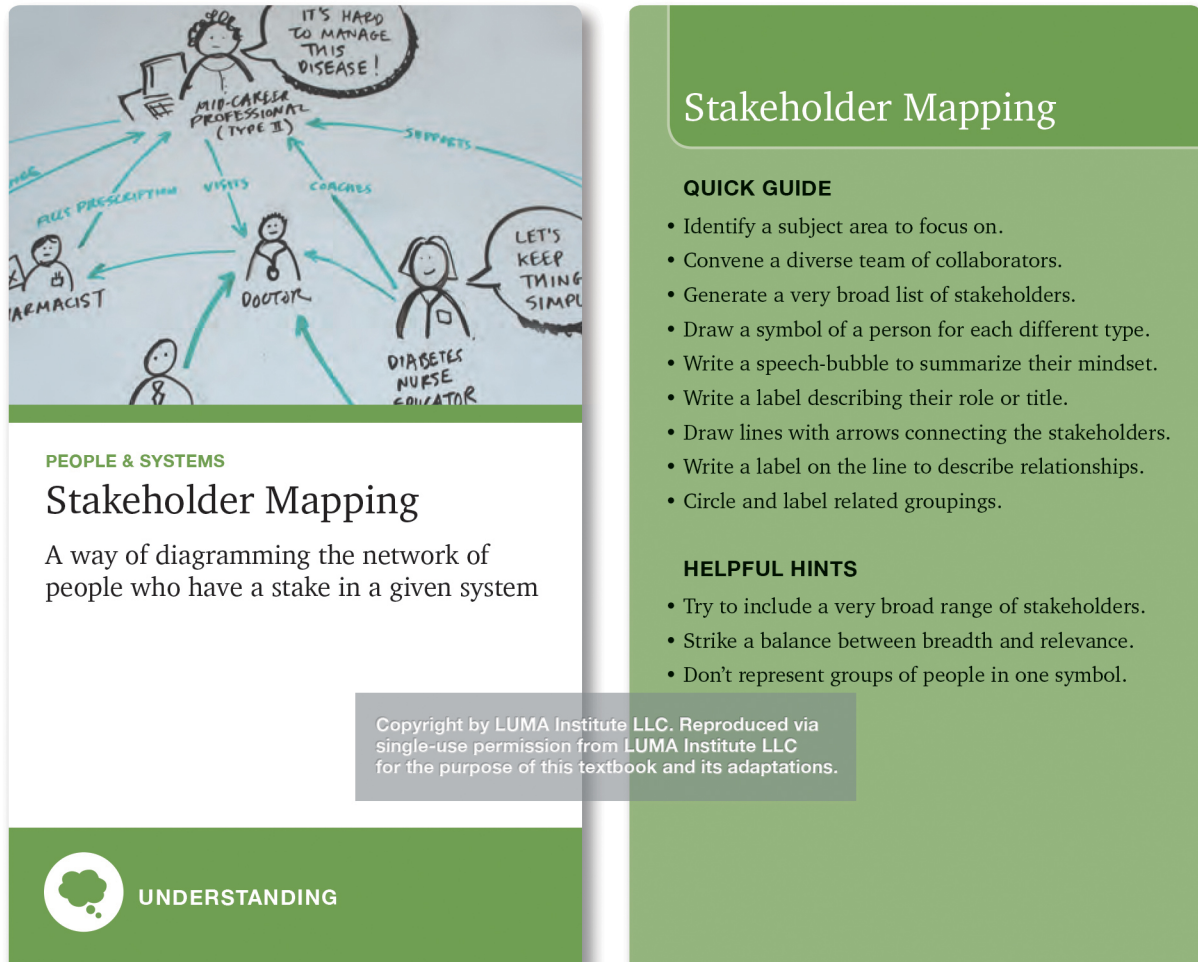 IT'S HARD
TO MANAGE
THIS
DISEASE!
MID-CAREER
PROFESSIONAL
(TYPE II)
SUPPORTS
FILLS PRESCRIPTION
VISITS
COACHES
LET'S
KEEP
THING
SIMPL
ARMACIST
DOCTOR
DIABETES
NURSE
EDUCATOR
PEOPLE & SYSTEMS
Stakeholder Mapping
A way of diagramming the network of
people who have a stake in a given system
UNDERSTANDING
Stakeholder Mapping
QUICK GUIDE
• Identify a subject area to focus on.
• Convene a diverse team of collaborators.
• Generate a very broad list of stakeholders.
• Draw a symbol of a person for each different type.
• Write a speech-bubble to summarize their mindset.
• Write a label describing their role or title.
• Draw lines with arrows connecting the stakeholders.
• Write a label on the line to describe relationships.
• Circle and label related groupings.
HELPFUL HINTS
• Try to include a very broad range of stakeholders.
• Strike a balance between breadth and relevance.
• Don't represent groups of people in one symbol.
Copyright by LUMA Institute LLC. Reproduced via
single-use permission from LUMA Institute LLC
for the purpose of this textbook and its adaptations.